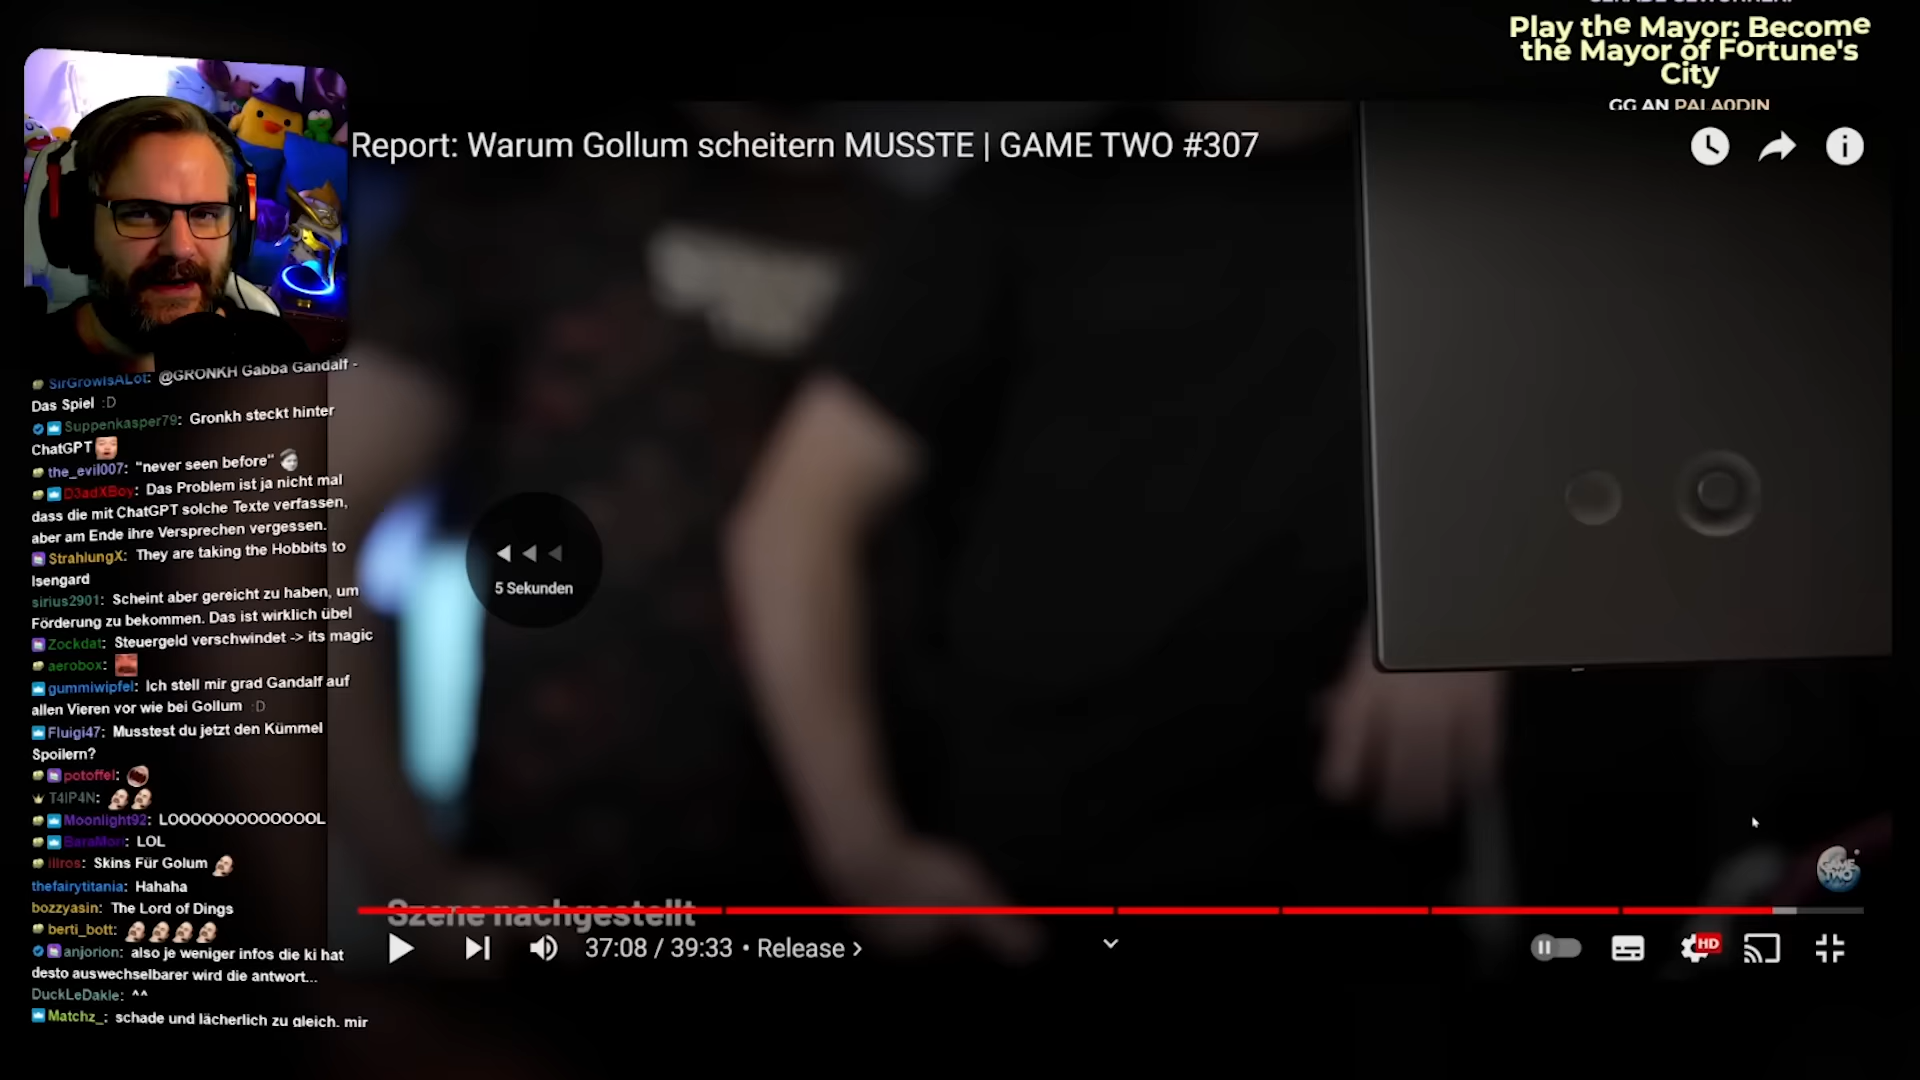 Play the Mayor: Become
the Mayor of Fortune's
City
GG AN PALA0DIN
Report: Warum Gollum scheitern MUSSTE | GAME TWO #307
SirGrowlsALot: @GRONKH Gabba Gandalf -
Das Spiel :D
Suppenkasper79: Gronkh steckt hinter
ChatGPT
the_evil007: "never seen before"
D3adXBoy: Das Problem ist ja nicht mal
dass die mit ChatGPT solche Texte verfassen,
aber am Ende ihre Versprechen vergessen.
StrahlungX: They are taking the Hobbits to
Isengard
sirius2901: Scheint aber gereicht zu haben, um
Förderung zu bekommen. Das ist wirklich übel
Zockdat: Steuergeld verschwindet -> its magic
aerobox:
gummiwipfel: Ich stell mir grad Gandalf auf
allen Vieren vor wie bei Gollum :D
Fluigi47: Musstest du jetzt den Kümmel
Spoilern?
potoffel:
T4IP4N:
Moonlight92: LOOOOOOOOOOOOOL
BaraMori: LOL
illros: Skins Für Golum
thefairytitania: Hahaha
bozzyasin: The Lord of Dings
berti_bott:
anjorion: also je weniger infos die ki hat
desto auswechselbarer wird die antwort...
DuckLeDakle: ^^
Matchz_: schade und lächerlich zu gleich. mir
5 Sekunden
GAME TWO
Szene nachgestellt
37:08 / 39:33 • Release >
HD